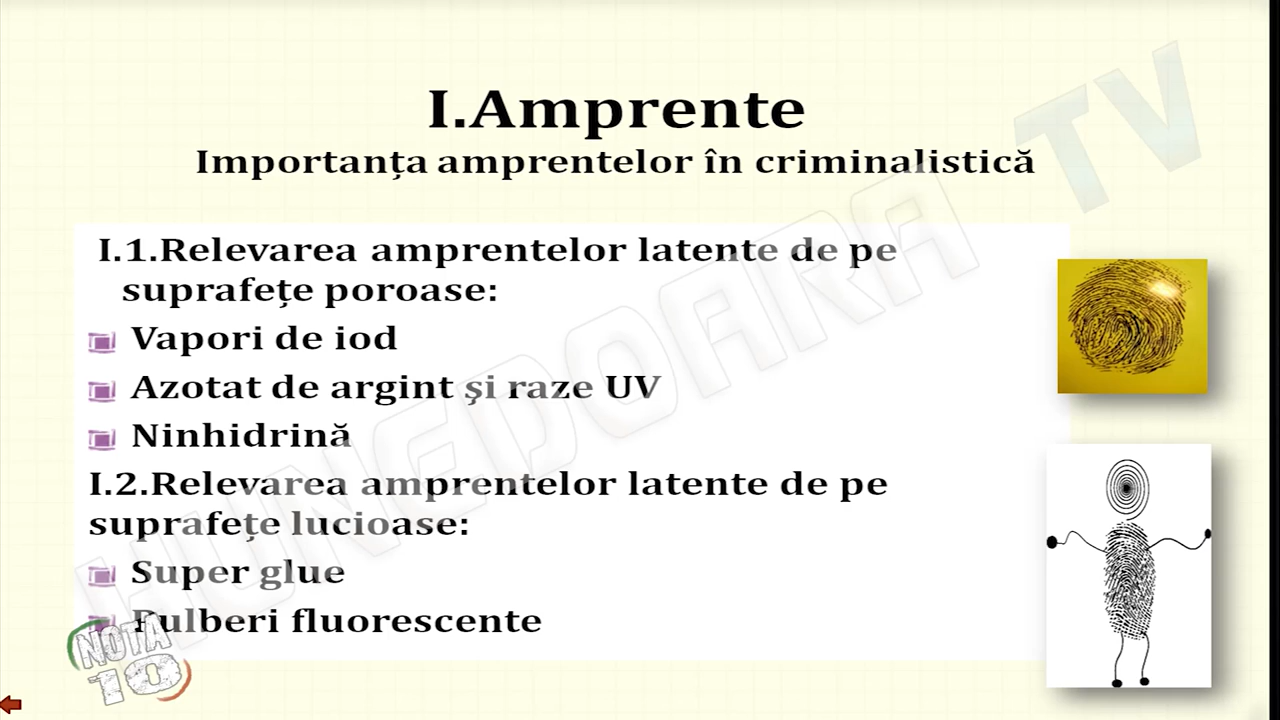 I.Amprente
Importanța amprentelor în criminalistică
I.1.Relevarea amprentelor latente de pe
suprafețe poroase:
Vapori de iod
Azotat de argint şi raze UV
Ninhidrină
I.2.Relevarea amprentelor latente de pe
suprafețe lucioase:
Super glue
Pulberi fluorescente
HUNEDOARA TV
NOTA
10